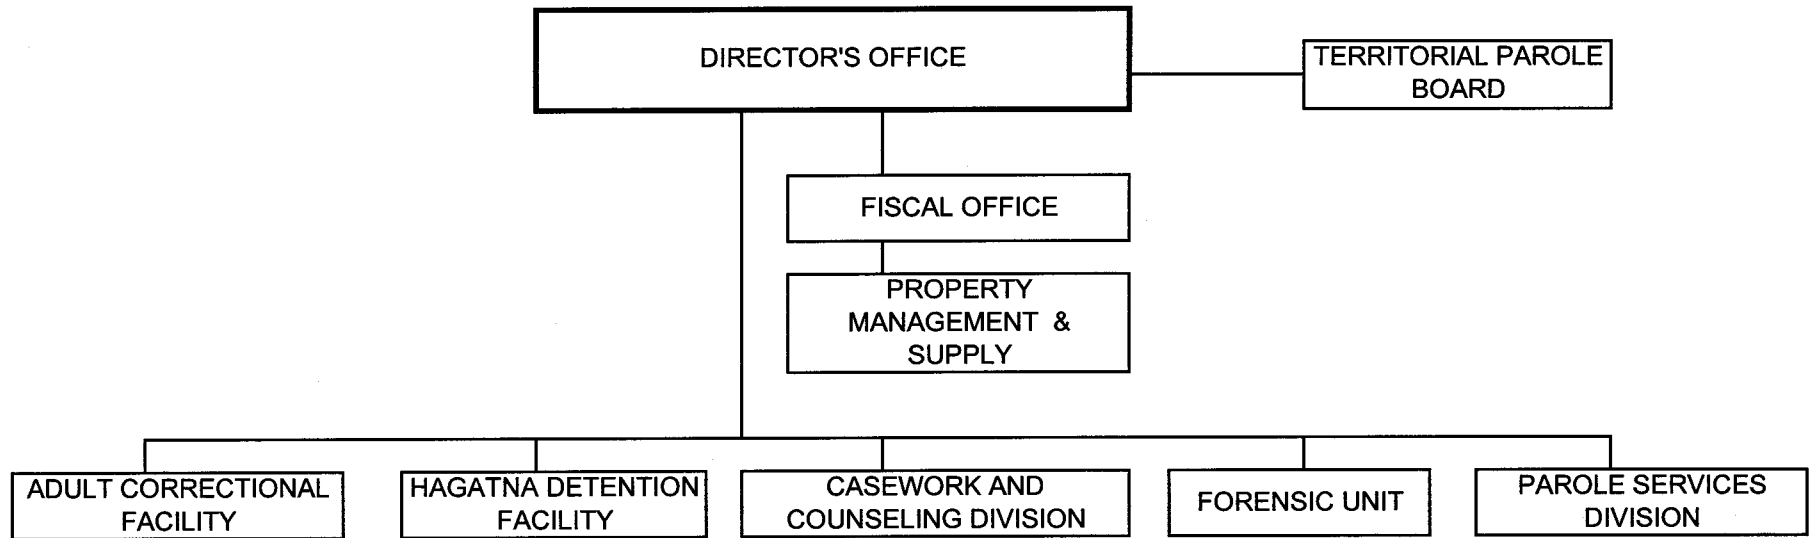 DIRECTOR'S OFFICE
TERRITORIAL PAROLE
BOARD
FISCAL OFFICE
PROPERTY
MANAGEMENT &
SUPPLY
ADULT CORRECTIONAL
FACILITY
HAGATNA DETENTION
FACILITY
CASEWORK AND
COUNSELING DIVISION
FORENSIC UNIT
PAROLE SERVICES
DIVISION